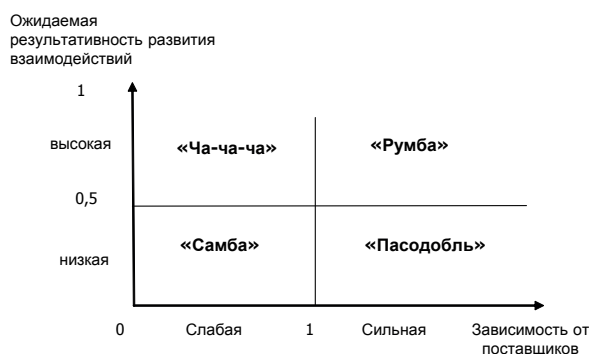 Ожидаемая
результативность развития
взаимодействий
1
высокая
«Ча-ча-ча»
«Румба»
0,5
низкая
«Самба»
«Пасодобль»
0
Слабая
1
Сильная
Зависимость от
поставщиков